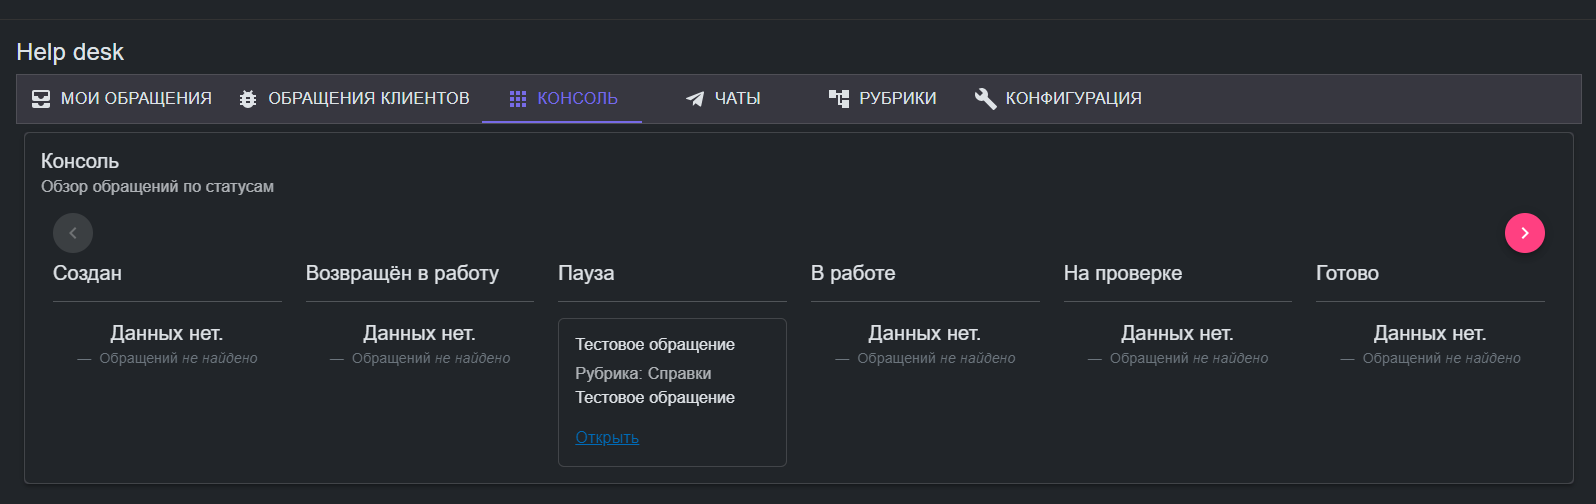 Help desk
МОИ ОБРАЩЕНИЯ ОБРАЩЕНИЯ КЛИЕНТОВ КОНСОЛЬ ЧАТЫ РУБРИКИ КОНФИГУРАЦИЯ
Консоль
Обзор обращений по статусам
Создан
Данных нет.
— Обращений не найдено
Возвращён в работу
Данных нет.
— Обращений не найдено
Пауза
Тестовое обращение
Рубрика: Справки
Тестовое обращение
Открыть
В работе
Данных нет.
— Обращений не найдено
На проверке
Данных нет.
— Обращений не найдено
Готово
Данных нет.
— Обращений не найдено